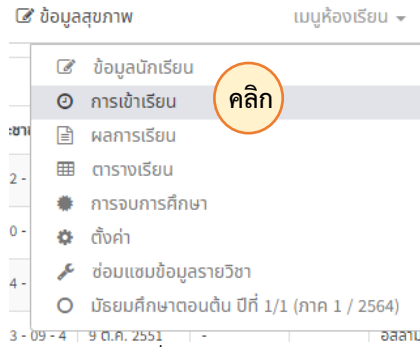 ข้อมูลสุขภาพ เมนูห้องเรียน
ข้อมูลนักเรียน
การเข้าเรียน คลิก
ผลการเรียน
ตารางเรียน
2 -
การจบการศึกษา
0 -
ตั้งค่า
ซ่อมแซมข้อมูลรายวิชา
4 -
มัธยมศึกษาตอนต้น ปีที่ 1/1 (ภาค 1 / 2564)
3 - 09 - 4 9 ต.ค. 2551 - อิสลาม